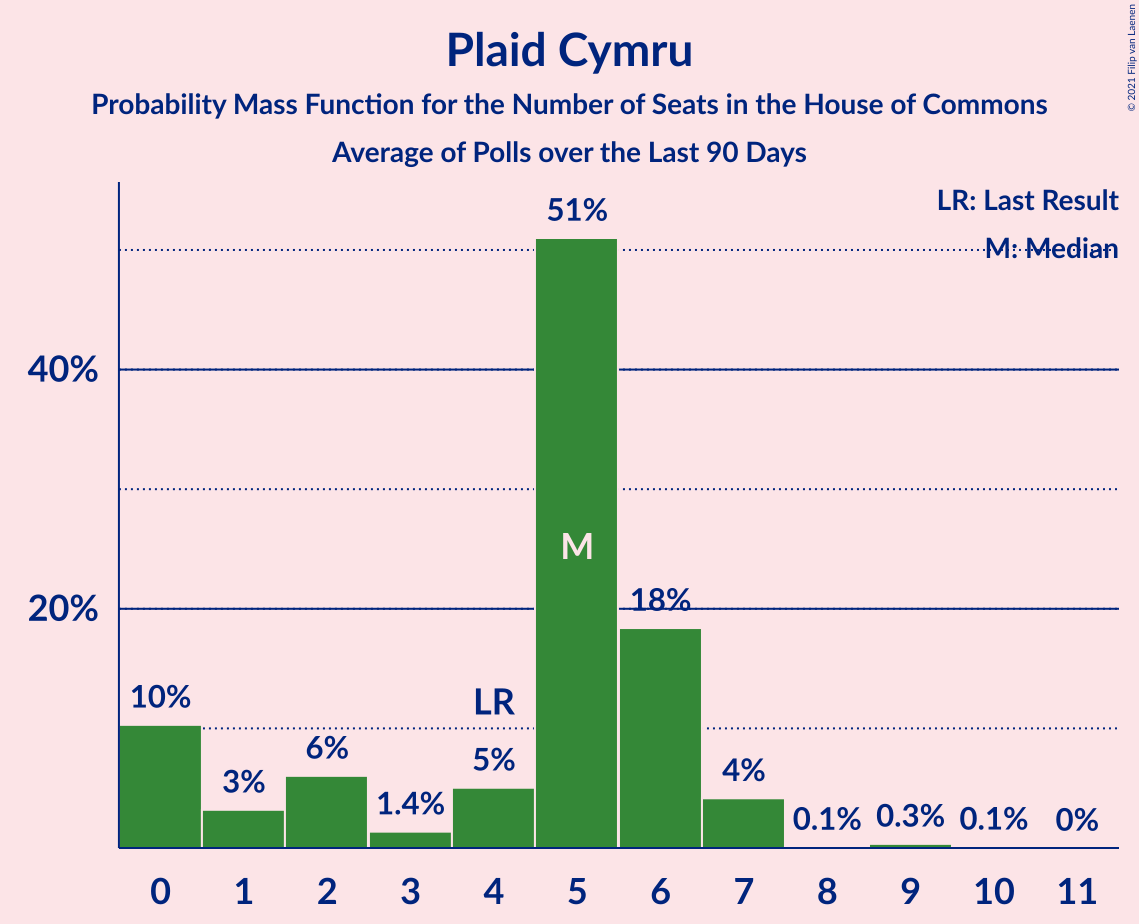 Plaid Cymru
Probability Mass Function for the Number of Seats in the House of Commons
Average of Polls over the Last 90 Days
© 2021 Filip van Laenen
LR: Last Result
M: Median
51%
40%
M
20%
18%
10%
LR
6%
5%
3%
1.4%
4%
0.1%
0.3%
0.1%
0%
0 1 2 3 4 5 6 7 8 9 10 11